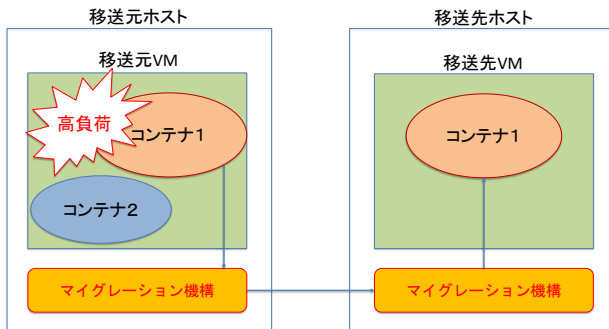 移送元ホスト
移送元VM
高負荷
コンテナ1
コンテナ2
マイグレーション機構
移送先ホスト
移送先VM
コンテナ1
マイグレーション機構